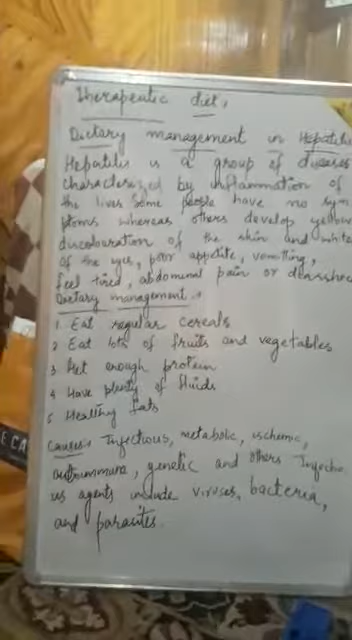 Therapeutic diet,
Dietary management in Hepatitis
Hepatitis is a group of diseases
characterized by inflammation of
the liver some people have no sym
ptoms whereas others develop yellow
discoloration of the skin and white
of the eye, poor appetite, vomitting,
feel tired, abdominal pain or
Dietary management :-
1 Eat regular cereals
2 Eat lots of fruits and vegetables
3 Get enough protein
4 Have plenty of fluids
5 Healthy fats
Causes :- Infectious, metabolic, ischemic,
autoimmune, genetic and others Infectio
us agents include viruses, bacteria,
and parasites.
E CA